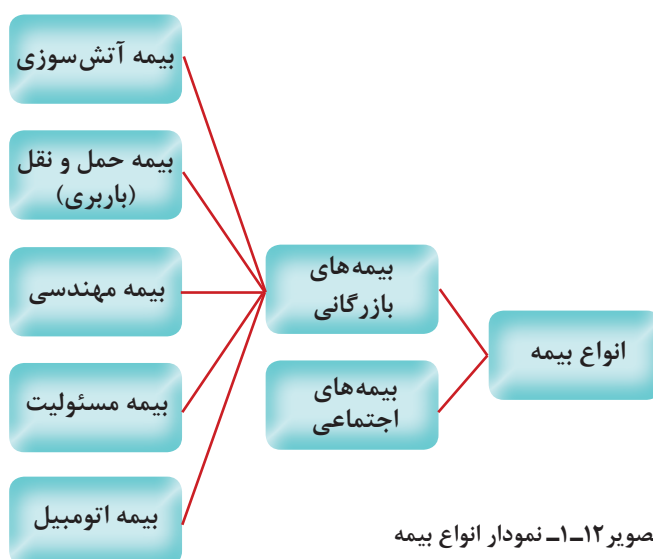 انواع بیمه
بیمه‌های
بازرگانی
بیمه‌های
اجتماعی
بیمه آتش‌سوزی
بیمه حمل و نقل
(باربری)
بیمه مهندسی
بیمه مسئولیت
بیمه اتومبیل
صویر۱۲ــ۱ــ نمودار انواع بیمه